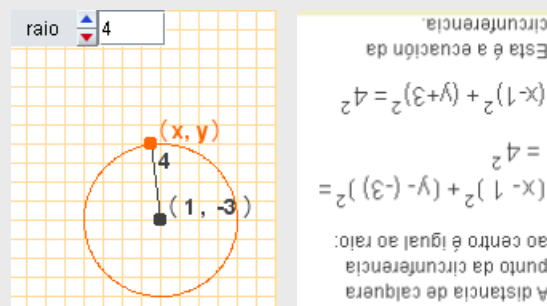 raio 4
(x, y)
4
( 1 , -3 )
A distancia de calquera
punto da circunferencia
ao centro é igual ao raio:
(x- 1 )² + (y- (-3) )² =
= 4²
(x-1)² + (y+3)² = 4²
Esta é a ecuación da
circunferencia.